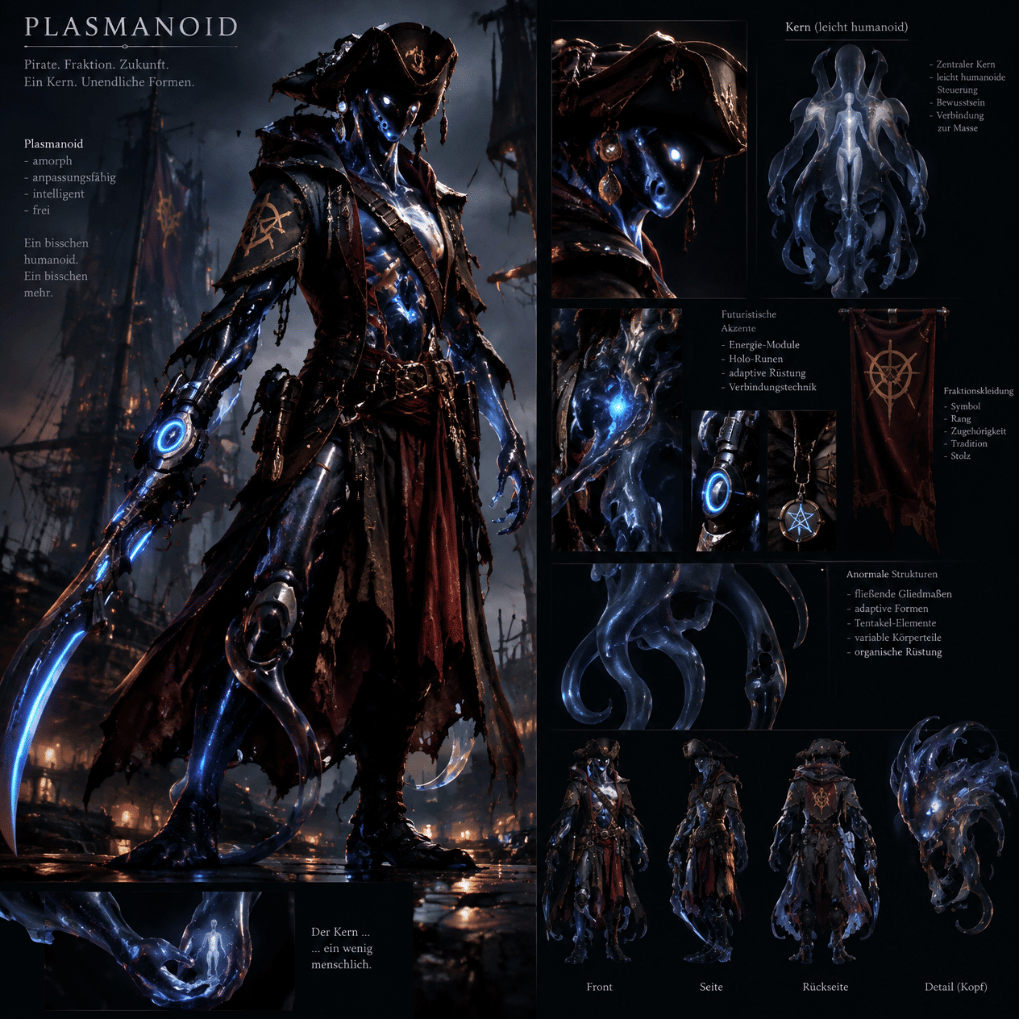 PLASMANOID
Pirate. Fraktion. Zukunft.
Ein Kern. Unendliche Formen.
Plasmanoid
- amorph
- anpassungsfähig
- intelligent
- frei
Ein bisschen
humanoid.
Ein bisschen
mehr.
Kern (leicht humanoid)
- Zentraler Kern
- leicht humanoide
Steuerung
- Bewusstsein
- Verbindung
zur Masse
Futuristische
Akzente
- Energie-Module
- Holo-Runen
- adaptive Rüstung
- Verbindungstechnik
Fraktionskleidung
- Symbol
- Rang
- Zugehörigkeit
- Tradition
- Stolz
Anormale Strukturen
- fließende Gliedmaßen
- adaptive Formen
- Tentakel-Elemente
- variable Körperteile
- organische Rüstung
Der Kern ...
... ein wenig
menschlich.
Front
Seite
Rückseite
Detail (Kopf)